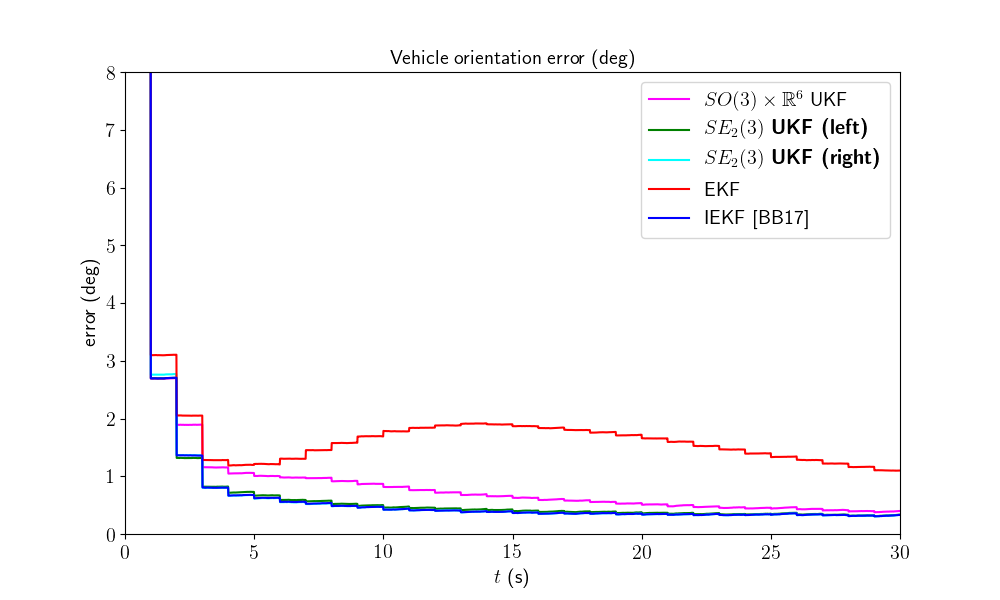 Vehicle orientation error (deg)
8
7
6
5
4
3
2
1
0
error (deg)
0 5 10 15 20 25 30
t (s)
SO(3) × ℝ⁶ UKF
SE₂(3) UKF (left)
SE₂(3) UKF (right)
EKF
IEKF [BB17]